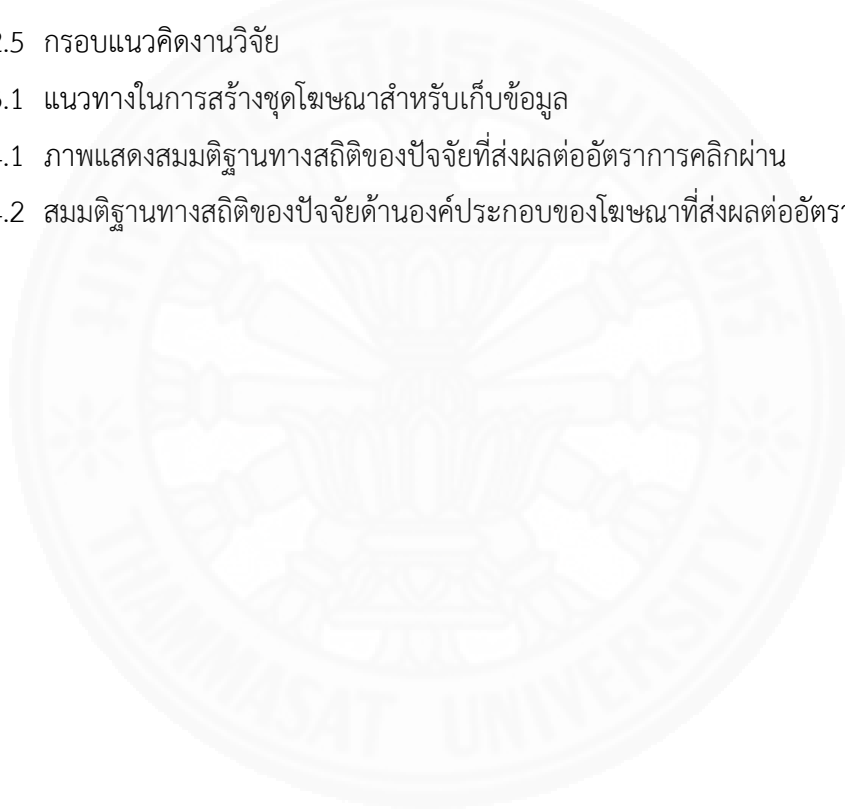 2.5 กรอบแนวคิดงานวิจัย
3.1 แนวทางในการสร้างชุดโฆษณาสำหรับเก็บข้อมูล
4.1 ภาพแสดงสมมติฐานทางสถิติของปัจจัยที่ส่งผลต่ออัตราการคลิกผ่าน
4.2 สมมติฐานทางสถิติของปัจจัยด้านองค์ประกอบของโฆษณาที่ส่งผลต่ออัตรา
THAMMASAT UNIVERSITY